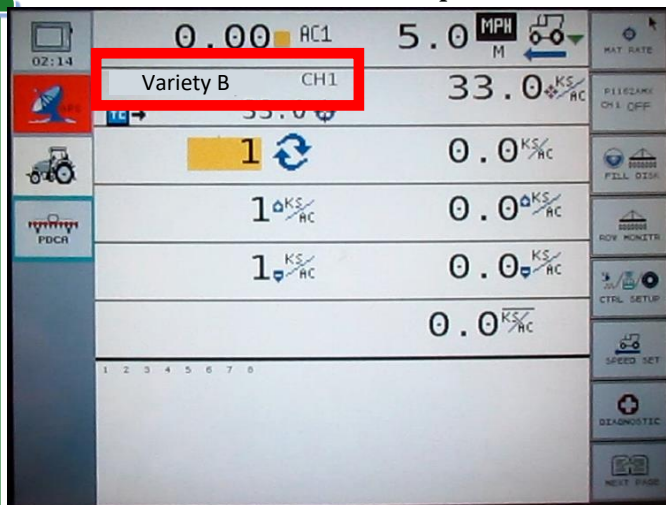 0.00 AC1 5.0 MPH M
02:14
MAT RATE
Variety B CH1 33.0 KS/AC
P1162AMX
CH1 OFF
TC
1 0.0 KS/AC
FILL DISK
1 KS/AC 0.0 KS/AC
ROW MONITR
PDCA
1 KS/AC 0.0 KS/AC
CTRL SETUP
0.0 KS/AC
SPEED SET
1 2 3 4 5 6 7 8
DIAGNOSTIC
NEXT PAGE